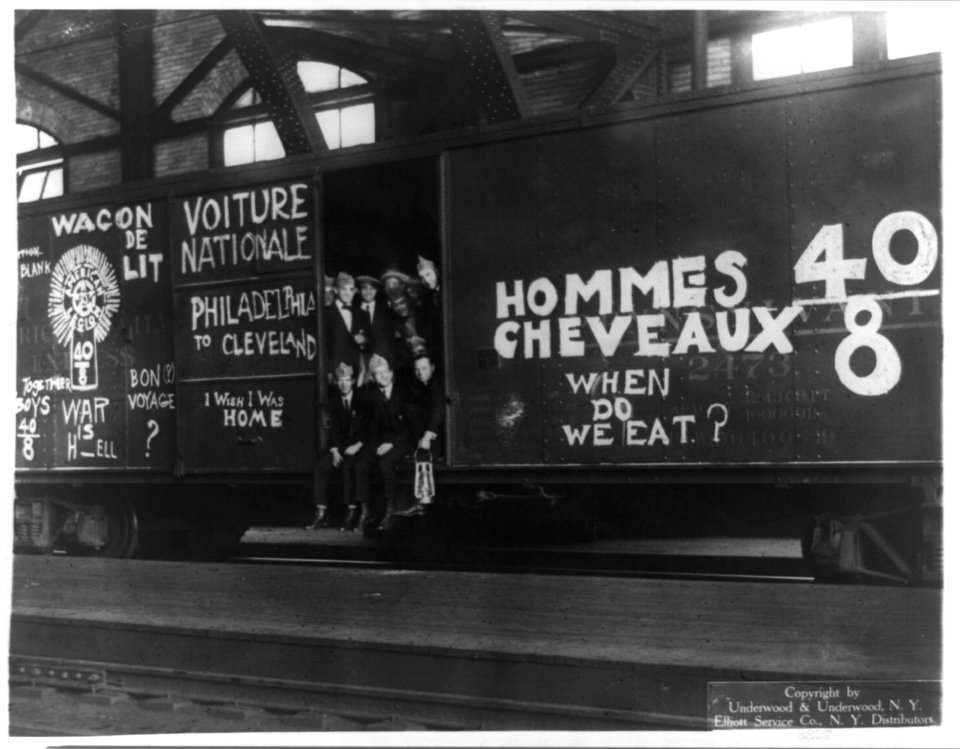 WAGON
DE
LIT
BLANK
AMERICAN
LEGION
40
8
TOGETHER
BOYS
40
8
WAR
IS
H_ELL
BON(?)
VOYAGE
?
VOITURE
NATIONALE
PHILADELPHIA
TO CLEVELAND
I WISH I WAS
HOME
HOMMES 40
CHEVEAUX 8
2473
WHEN
DO
WE EAT.?
Copyright by
Underwood & Underwood, N. Y.
Elliott Service Co., N. Y. Distributors.